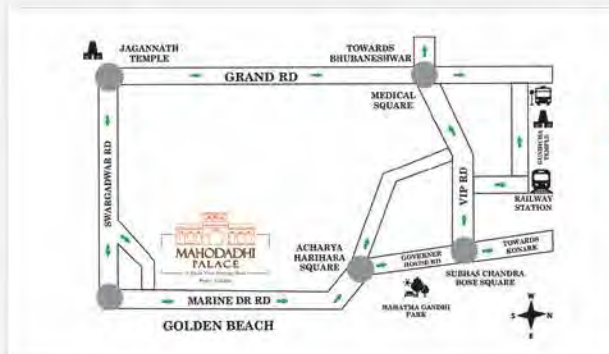 JAGANNATH
TEMPLE
TOWARDS
BHUBANESHWAR
GRAND RD
MEDICAL
SQUARE
SWARGADWAR RD
VIP RD
GUNDICHA
TEMPLE
RAILWAY
STATION
MAHODADHI
PALACE
ACHARYA
HARIHARA
SQUARE
GOVERNER
HOUSE RD
TOWARDS
KONARK
SUBHAS CHANDRA
BOSE SQUARE
MARINE DR RD
MAHATMA GANDHI
PARK
GOLDEN BEACH
W
S
N
E